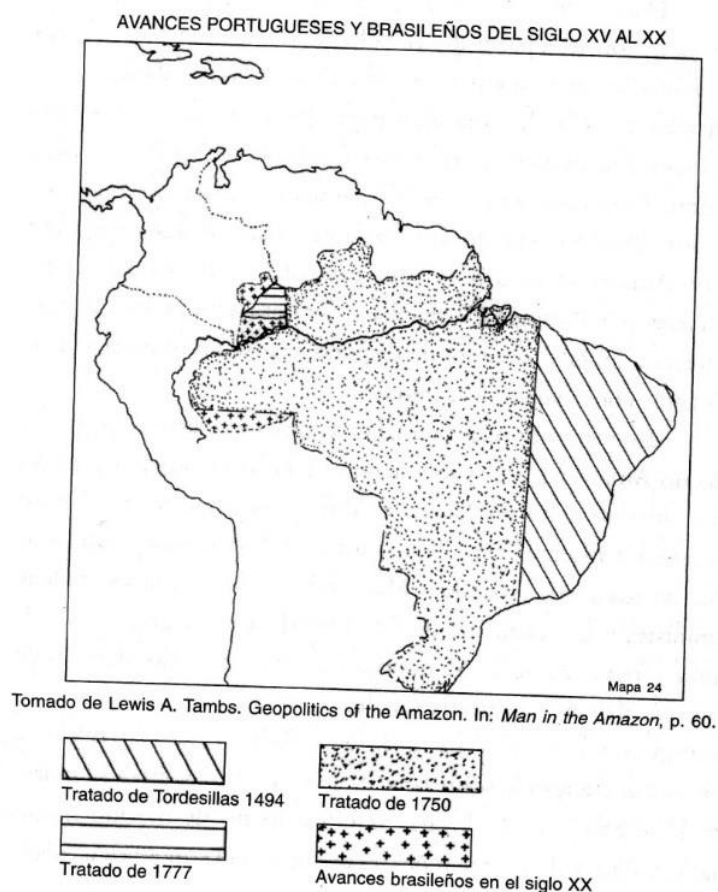 AVANCES PORTUGUESES Y BRASILEÑOS DEL SIGLO XV AL XX
Mapa 24
Tomado de Lewis A. Tambs. Geopolitics of the Amazon. In: Man in the Amazon, p. 60.
Tratado de Tordesillas 1494
Tratado de 1750
Tratado de 1777
Avances brasileños en el siglo XX